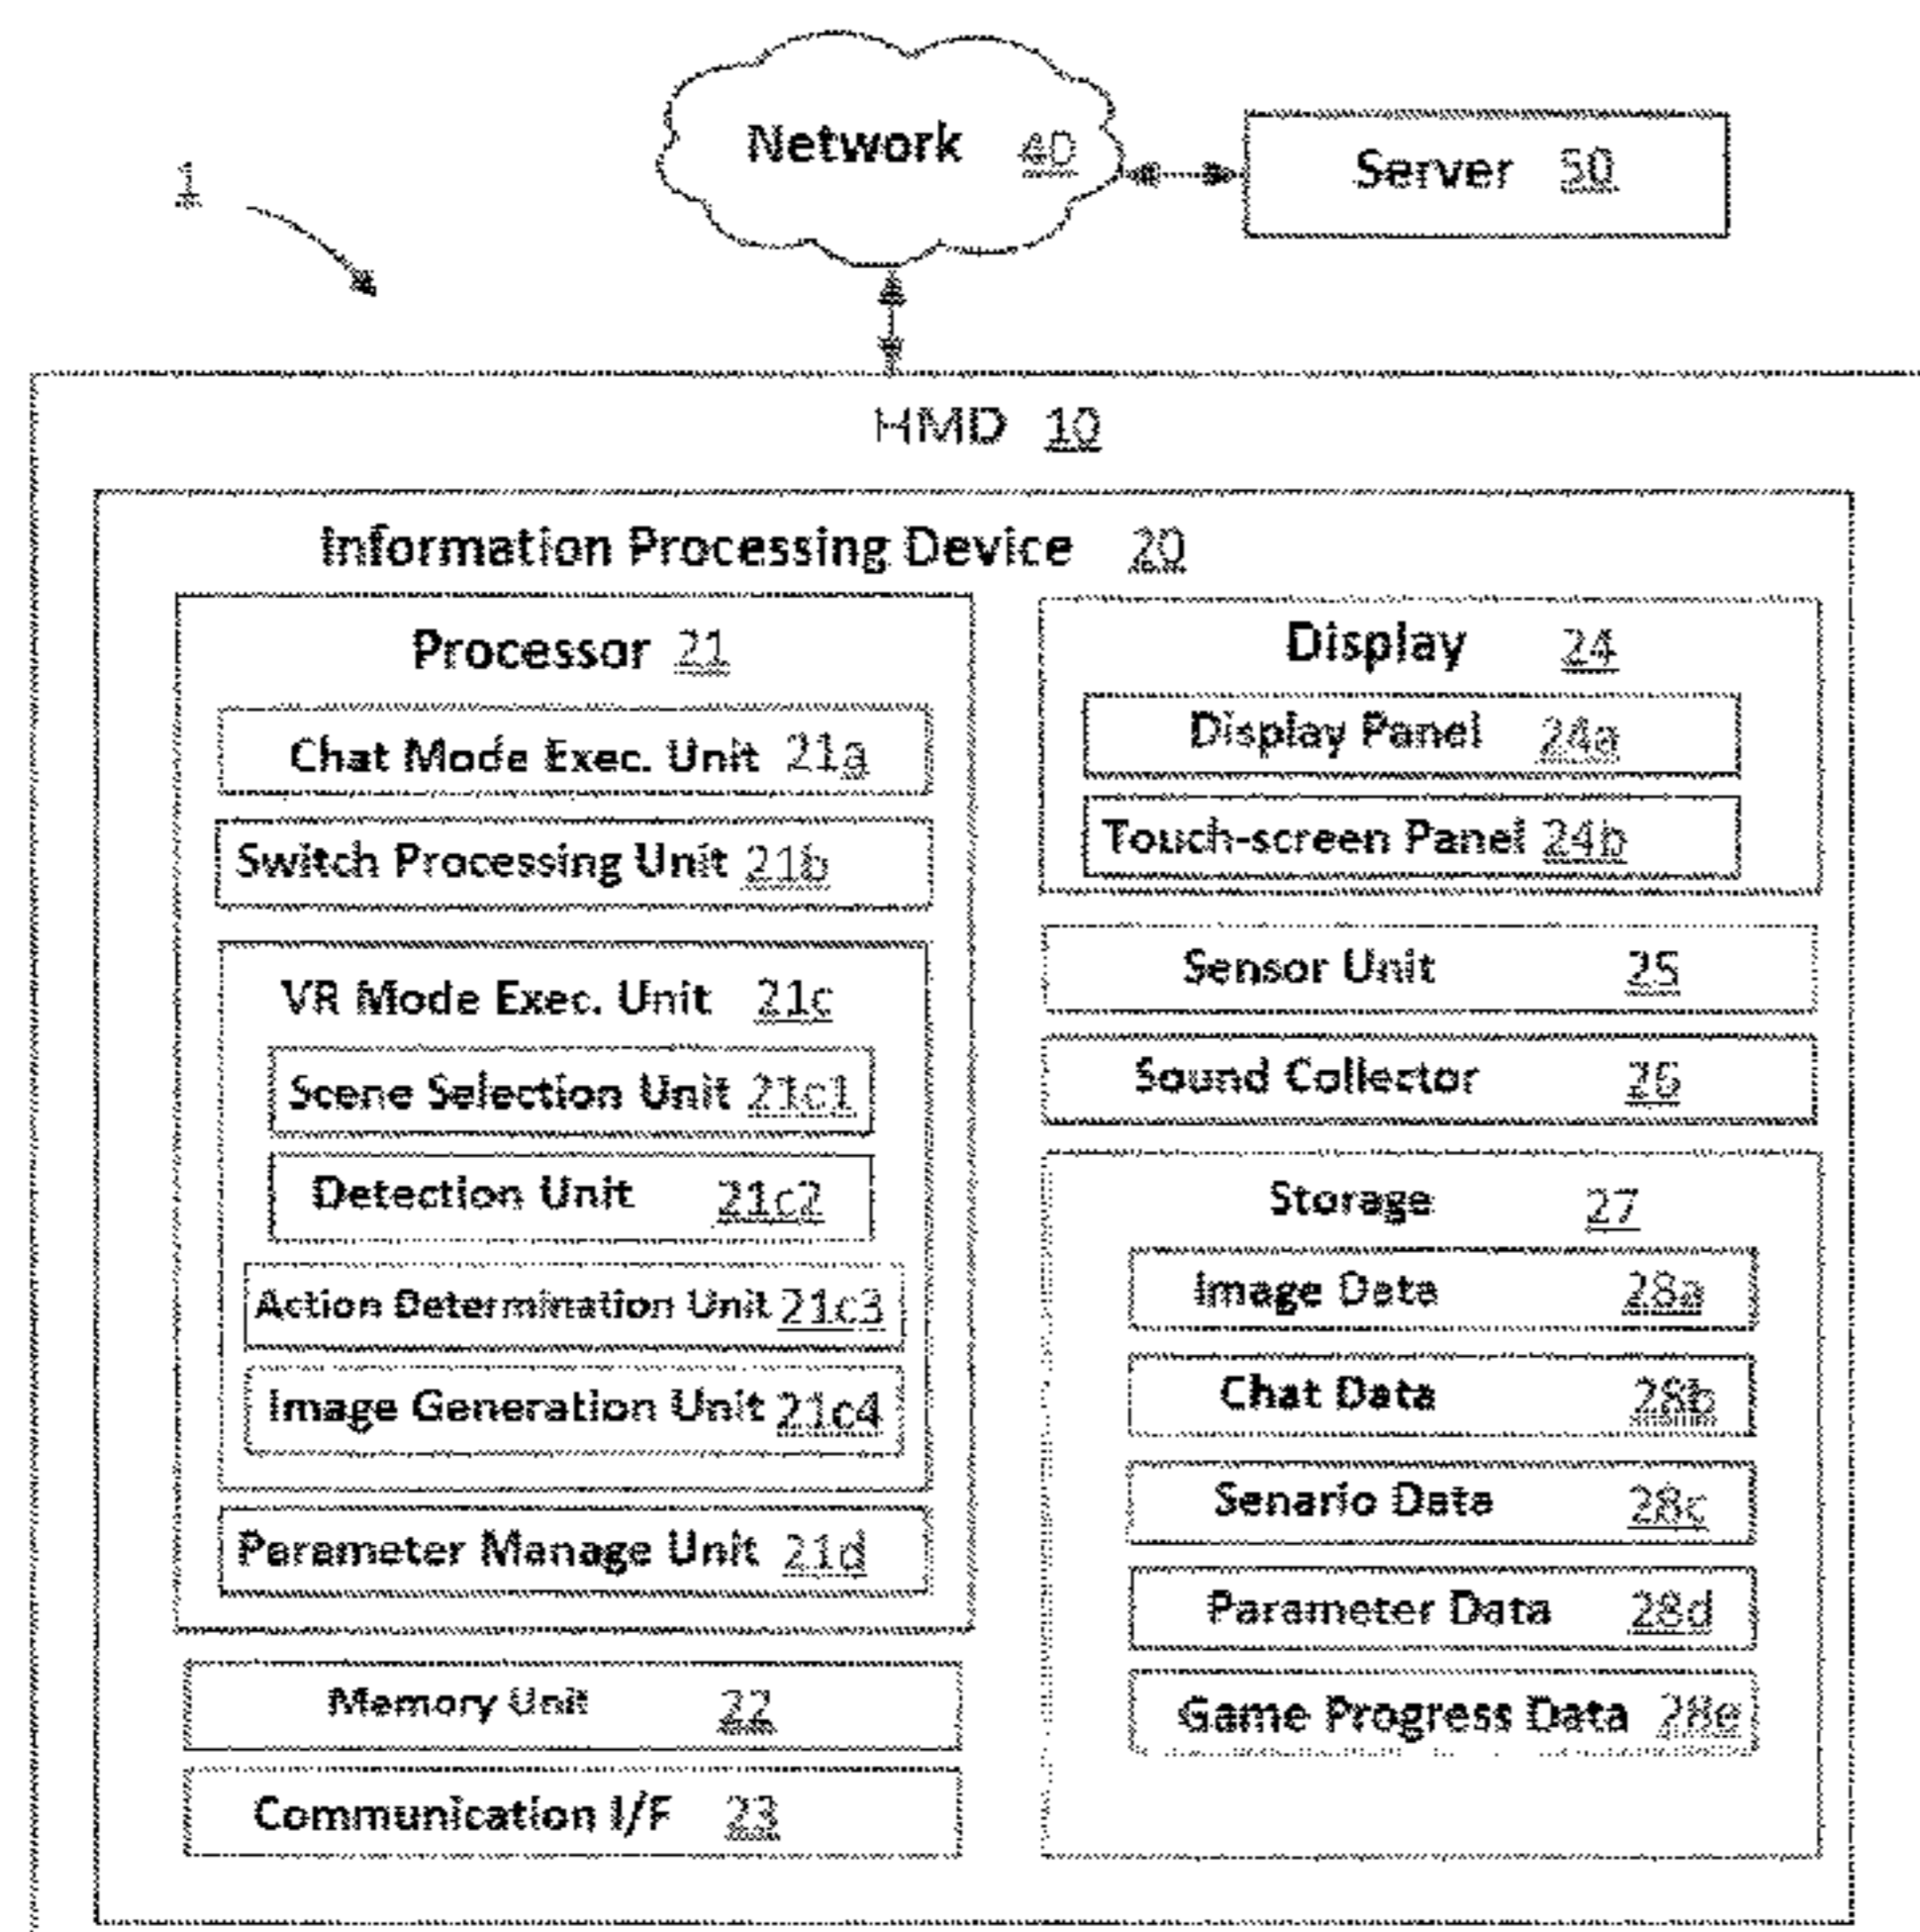 1
Network 40
Server 50
HMD 10
Information Processing Device 20
Processor 21
Chat Mode Exec. Unit 21a
Switch Processing Unit 21b
VR Mode Exec. Unit 21c
Scene Selection Unit 21c1
Detection Unit 21c2
Action Determination Unit 21c3
Image Generation Unit 21c4
Parameter Manage Unit 21d
Memory Unit 22
Communication I/F 23
Display 24
Display Panel 24a
Touch-screen Panel 24b
Sensor Unit 25
Sound Collector 26
Storage 27
Image Data 28a
Chat Data 28b
Senario Data 28c
Parameter Data 28d
Game Progress Data 28e